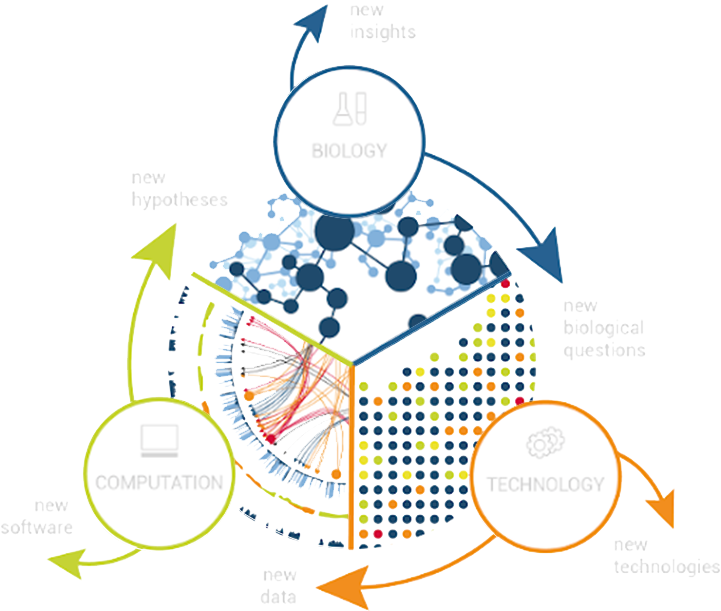 new
insights
BIOLOGY
new
hypotheses
new
biological
questions
COMPUTATION
TECHNOLOGY
new
software
new
technologies
new
data